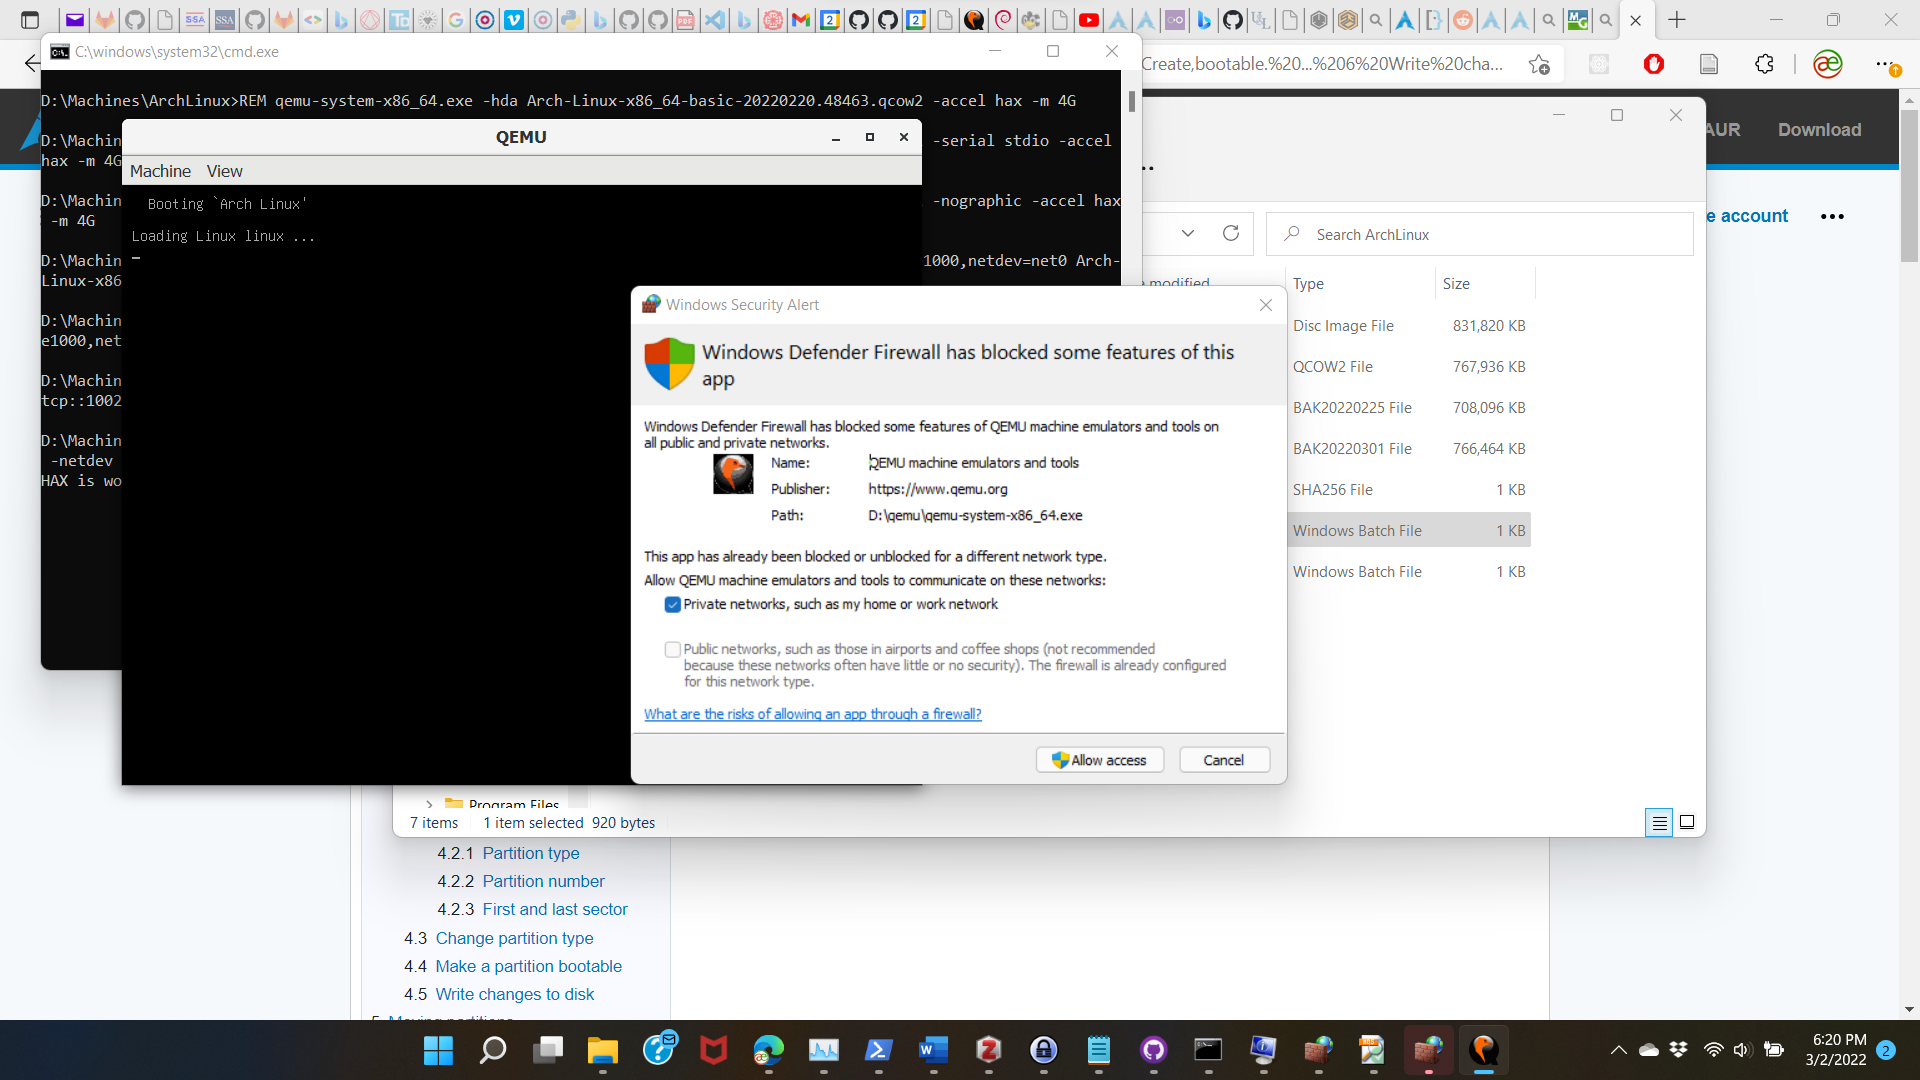 C:\windows\system32\cmd.exe
Create,bootable.%20...%206%20Write%20cha...
D:\Machines\ArchLinux>REM qemu-system-x86_64.exe -hda Arch-Linux-x86_64-basic-20220220.48463.qcow2 -accel hax -m 4G
D:\Machin
-serial stdio -accel
hax -m 4G
D:\Machin
-nographic -accel hax
-m 4G
D:\Machin
1000,netdev=net0 Arch-
Linux-x86
D:\Machin
e1000,net
D:\Machin
tcp::1002
D:\Machin
-netdev
HAX is wo
QEMU
Machine View
Booting `Arch Linux'
Loading Linux linux ...
AUR Download
e account
Search ArchLinux
e modified Type Size
Disc Image File 831,820 KB
QCOW2 File 767,936 KB
BAK20220225 File 708,096 KB
BAK20220301 File 766,464 KB
SHA256 File 1 KB
Windows Batch File 1 KB
Windows Batch File 1 KB
Windows Security Alert
Windows Defender Firewall has blocked some features of this
app
Windows Defender Firewall has blocked some features of QEMU machine emulators and tools on
all public and private networks.
Name: QEMU machine emulators and tools
Publisher: https://www.qemu.org
Path: D:\qemu\qemu-system-x86_64.exe
This app has already been blocked or unblocked for a different network type.
Allow QEMU machine emulators and tools to communicate on these networks:
Private networks, such as my home or work network
Public networks, such as those in airports and coffee shops (not recommended
because these networks often have little or no security). The firewall is already configured
for this network type.
What are the risks of allowing an app through a firewall?
Allow access Cancel
Program Files
7 items 1 item selected 920 bytes
4.2.1 Partition type
4.2.2 Partition number
4.2.3 First and last sector
4.3 Change partition type
4.4 Make a partition bootable
4.5 Write changes to disk
5 Moving partitions
6:20 PM
3/2/2022
2